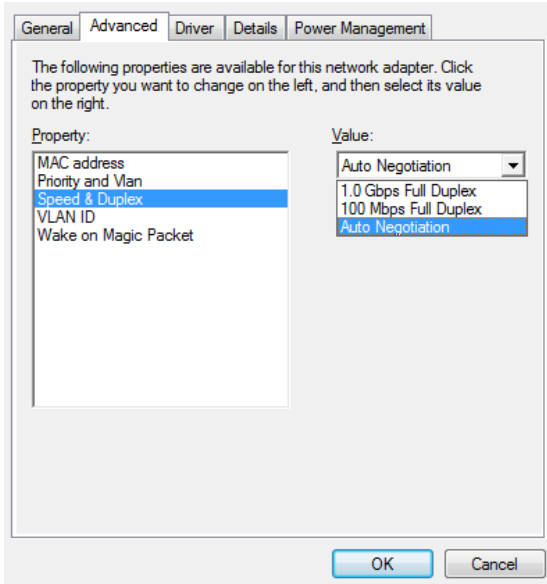 General Advanced Driver Details Power Management
The following properties are available for this network adapter. Click
the property you want to change on the left, and then select its value
on the right.
Property:
MAC address
Priority and Vlan
Speed & Duplex
VLAN ID
Wake on Magic Packet
Value:
Auto Negotiation
1.0 Gbps Full Duplex
100 Mbps Full Duplex
Auto Negotiation
OK Cancel